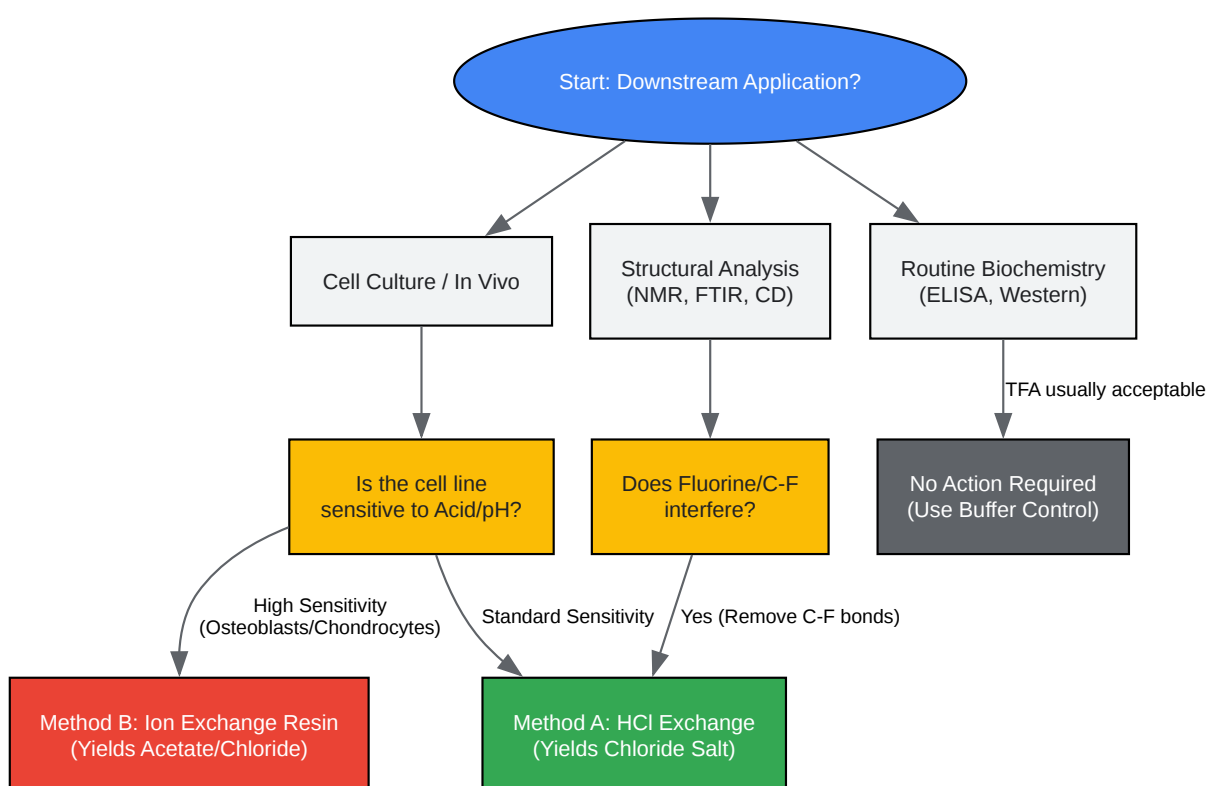 Start: Downstream Application?
Cell Culture / In Vivo
Structural Analysis
(NMR, FTIR, CD)
Routine Biochemistry
(ELISA, Western)
TFA usually acceptable
Is the cell line
sensitive to Acid/pH?
Does Fluorine/C-F
interfere?
No Action Required
(Use Buffer Control)
High Sensitivity
(Osteoblasts/Chondrocytes)
Standard Sensitivity
Yes (Remove C-F bonds)
Method B: Ion Exchange Resin
(Yields Acetate/Chloride)
Method A: HCl Exchange
(Yields Chloride Salt)